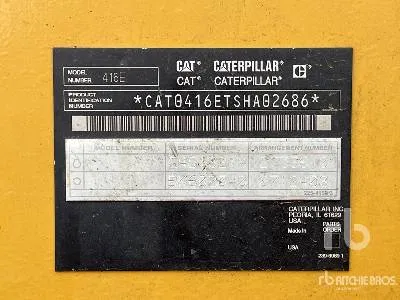 CAT CATERPILLAR
CAT CATERPILLAR
MODEL NUMBER 416E
PRODUCT IDENTIFICATION NUMBER *CAT0416ETSHA02686*
MODEL NUMBER SERIAL NUMBER ARRANGEMENT NUMBER
CATERPILLAR INC.
PEORIA, IL 61629
USA
Made In
USA
PARTS ORDER
rb
RITCHIE BROS.